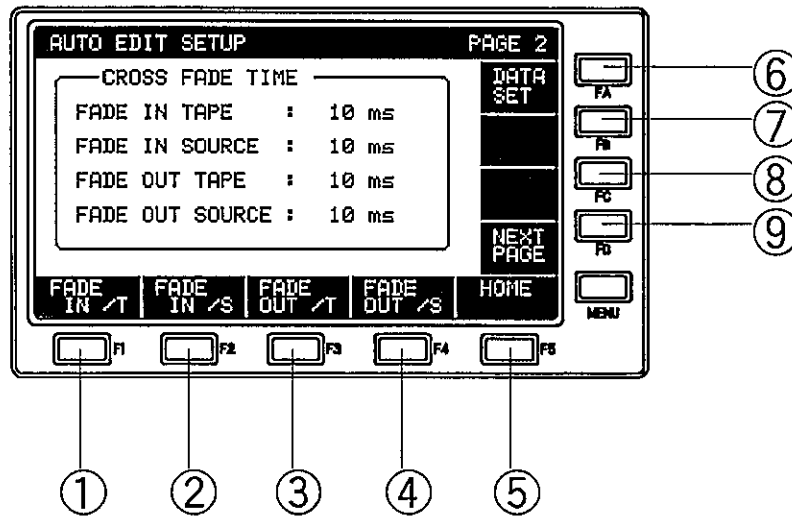 AUTO EDIT SETUP PAGE 2
CROSS FADE TIME
FADE IN TAPE : 10 ms
FADE IN SOURCE : 10 ms
FADE OUT TAPE : 10 ms
FADE OUT SOURCE : 10 ms
DATA
SET
NEXT
PAGE
FADE
IN /T
FADE
IN /S
FADE
OUT /T
FADE
OUT /S
HOME
FA
FB
FC
FD
MENU
F1
F2
F3
F4
F5
⑥
⑦
⑧
⑨
①
②
③
④
⑤